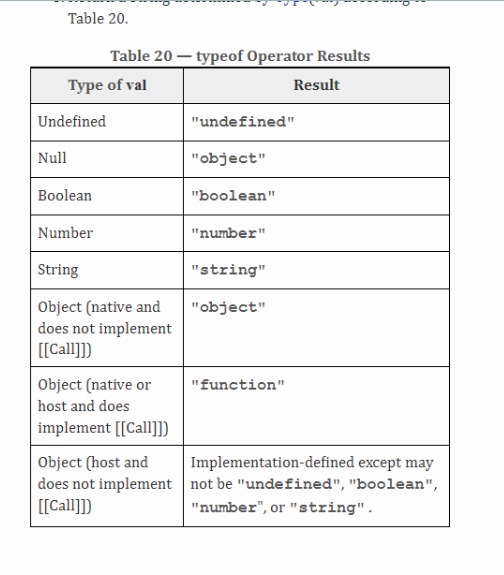 Table 20.
Table 20 — typeof Operator Results
Type of val Result
Undefined "undefined"
Null "object"
Boolean "boolean"
Number "number"
String "string"
Object (native and "object"
does not implement
[[Call]])
Object (native or "function"
host and does
implement [[Call]])
Object (host and Implementation-defined except may
does not implement not be "undefined", "boolean",
[[Call]]) "number”, or "string".